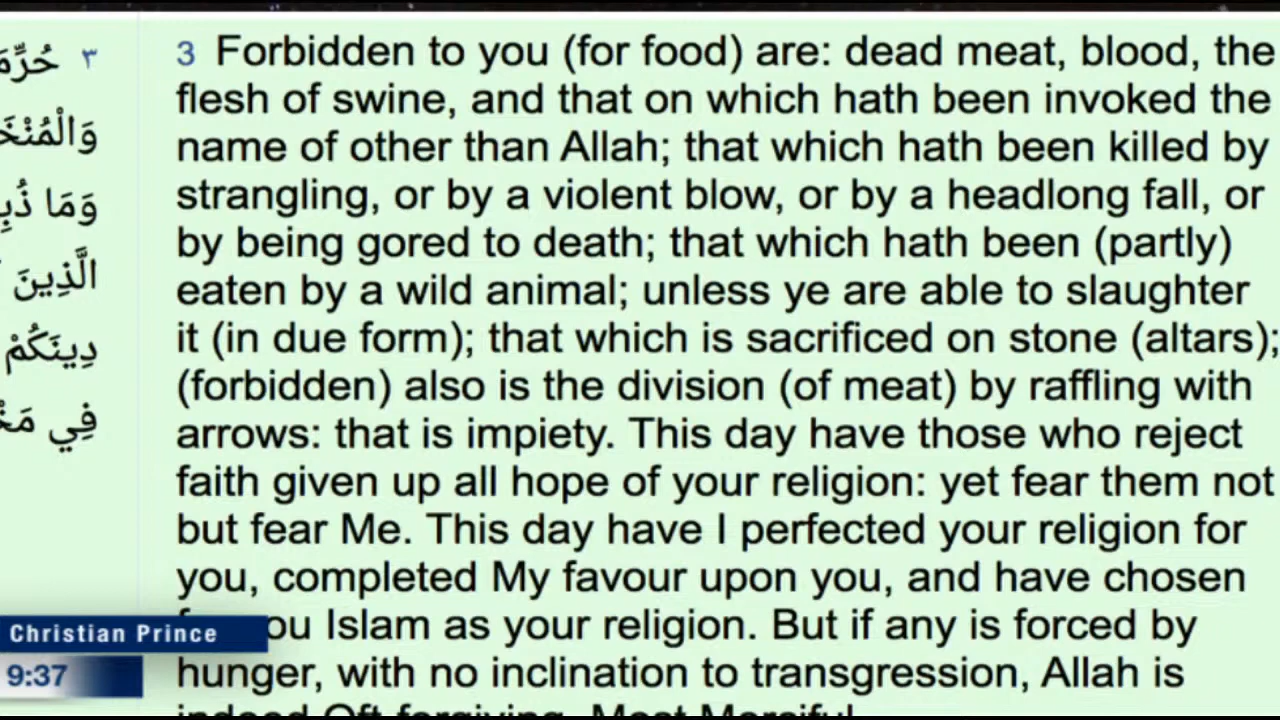 3 Forbidden to you (for food) are: dead meat, blood, the
flesh of swine, and that on which hath been invoked the
name of other than Allah; that which hath been killed by
strangling, or by a violent blow, or by a headlong fall, or
by being gored to death; that which hath been (partly)
eaten by a wild animal; unless ye are able to slaughter
it (in due form); that which is sacrificed on stone (altars);
(forbidden) also is the division (of meat) by raffling with
arrows: that is impiety. This day have those who reject
faith given up all hope of your religion: yet fear them not
but fear Me. This day have I perfected your religion for
you, completed My favour upon you, and have chosen
Islam as your religion. But if any is forced by
hunger, with no inclination to transgression, Allah is
indeed Oft-forgiving, Most Merciful
٣
وَمَا
الَّذِينَ
دِينَكُمْ
فِي
Christian Prince
9:37